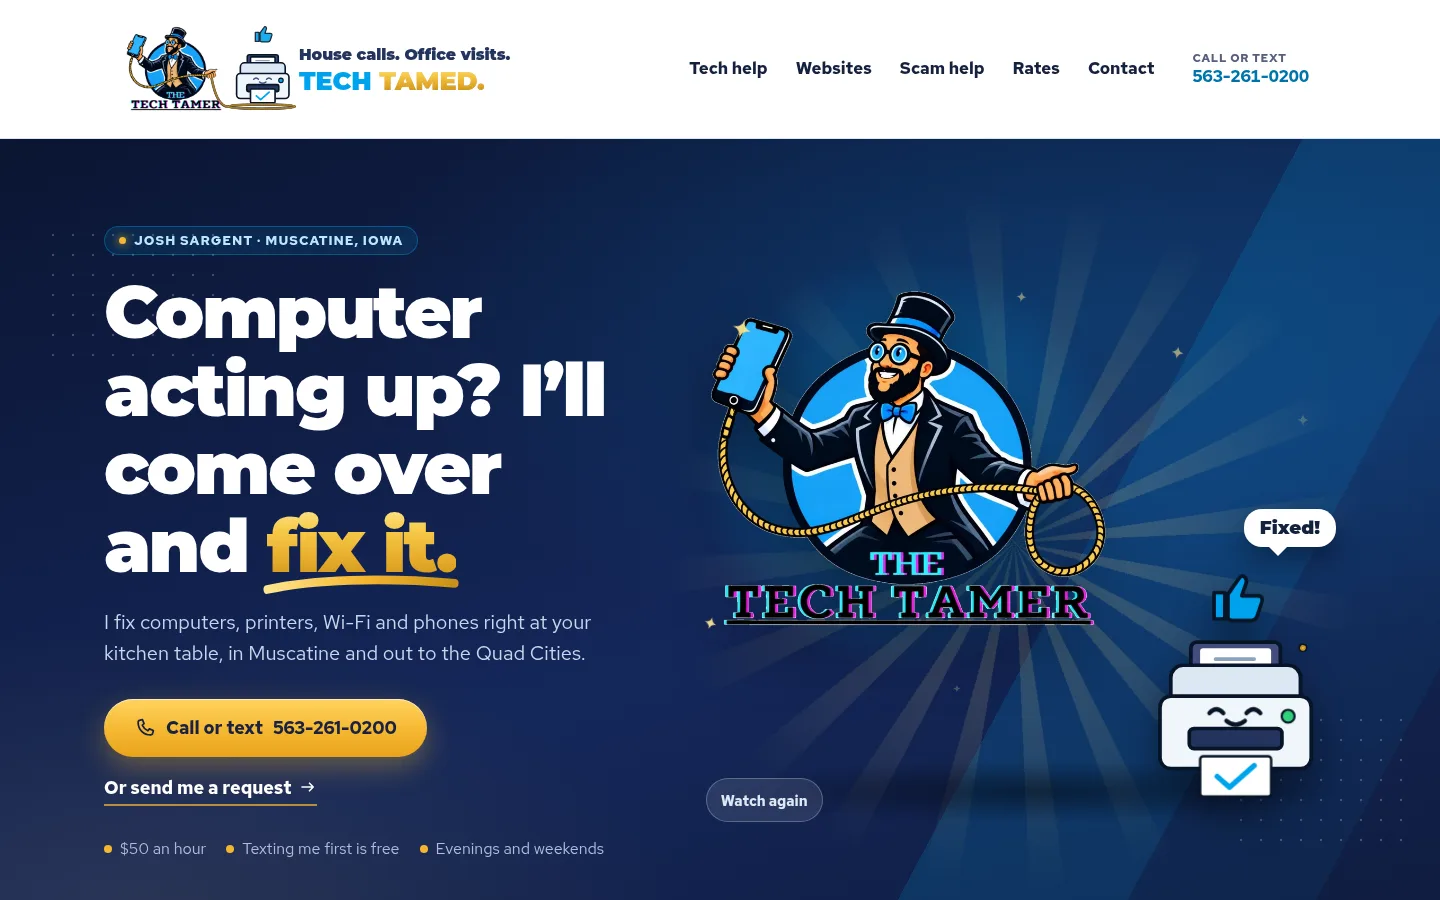 THE
TECH TAMER
House calls. Office visits.
TECH TAMED.
Tech help
Websites
Scam help
Rates
Contact
CALL OR TEXT
563-261-0200
JOSH SARGENT · MUSCATINE, IOWA
Computer
acting up? I’ll
come over
and fix it.
I fix computers, printers, Wi-Fi and phones right at your
kitchen table, in Muscatine and out to the Quad Cities.
Call or text 563-261-0200
Or send me a request →
$50 an hour
Texting me first is free
Evenings and weekends
THE
TECH TAMER
Fixed!
Watch again